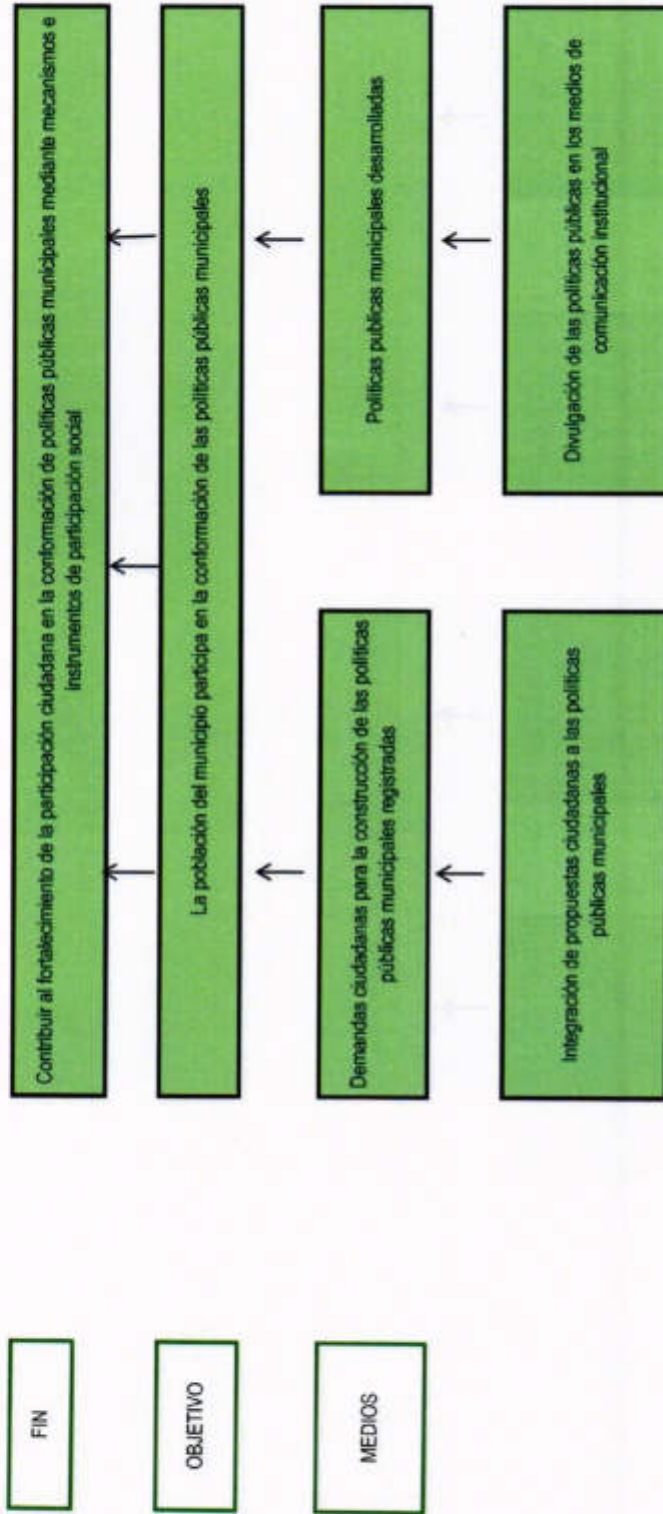 FIN
Contribuir al fortalecimiento de la participación ciudadana en la conformación de políticas públicas municipales mediante mecanismos e
instrumentos de participación social
OBJETIVO
La población del municipio participa en la conformación de las políticas públicas municipales
MEDIOS
Demandas ciudadanas para la construcción de las políticas
públicas municipales registradas
Políticas publicas municipales desarrolladas
Integración de propuestas ciudadanas a las políticas
públicas municipales
Divulgación de las políticas públicas en los medios de
comunicación institucional